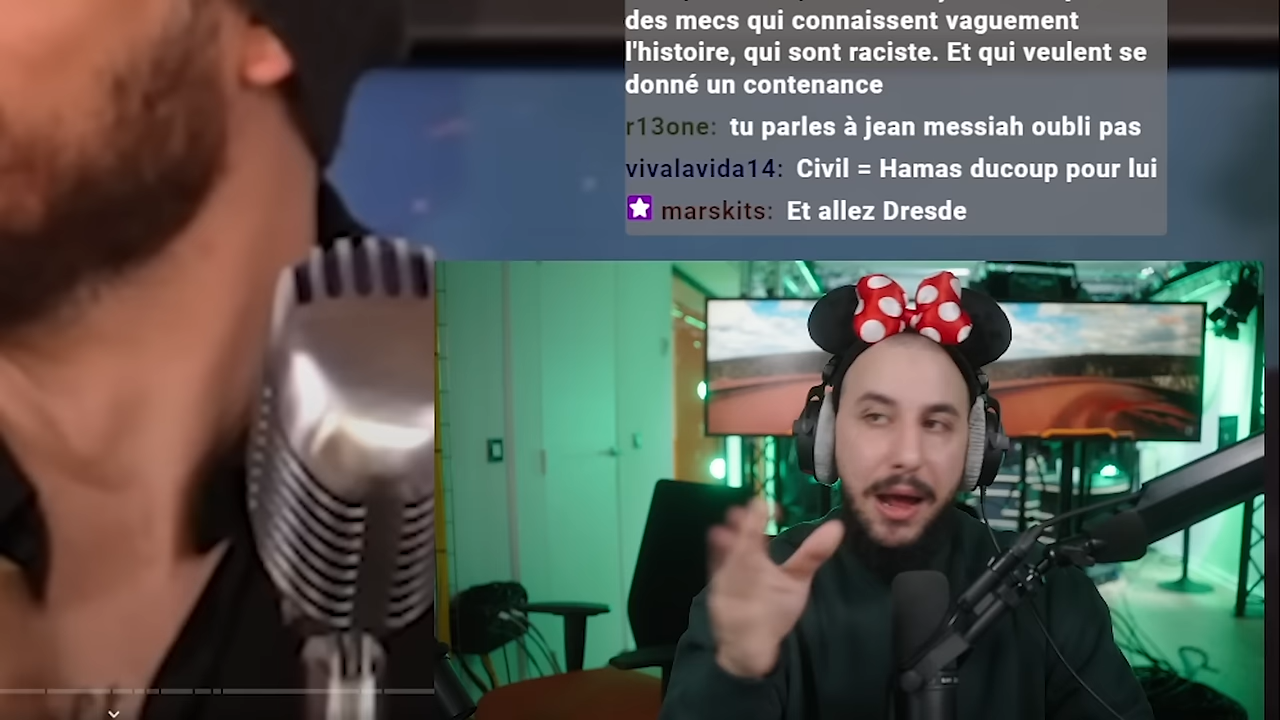 des mecs qui connaissent vaguement
l'histoire, qui sont raciste. Et qui veulent se
donné un contenance
r13one: tu parles à jean messiah oubli pas
vivalavida14: Civil = Hamas ducoup pour lui
marskits: Et allez Dresde